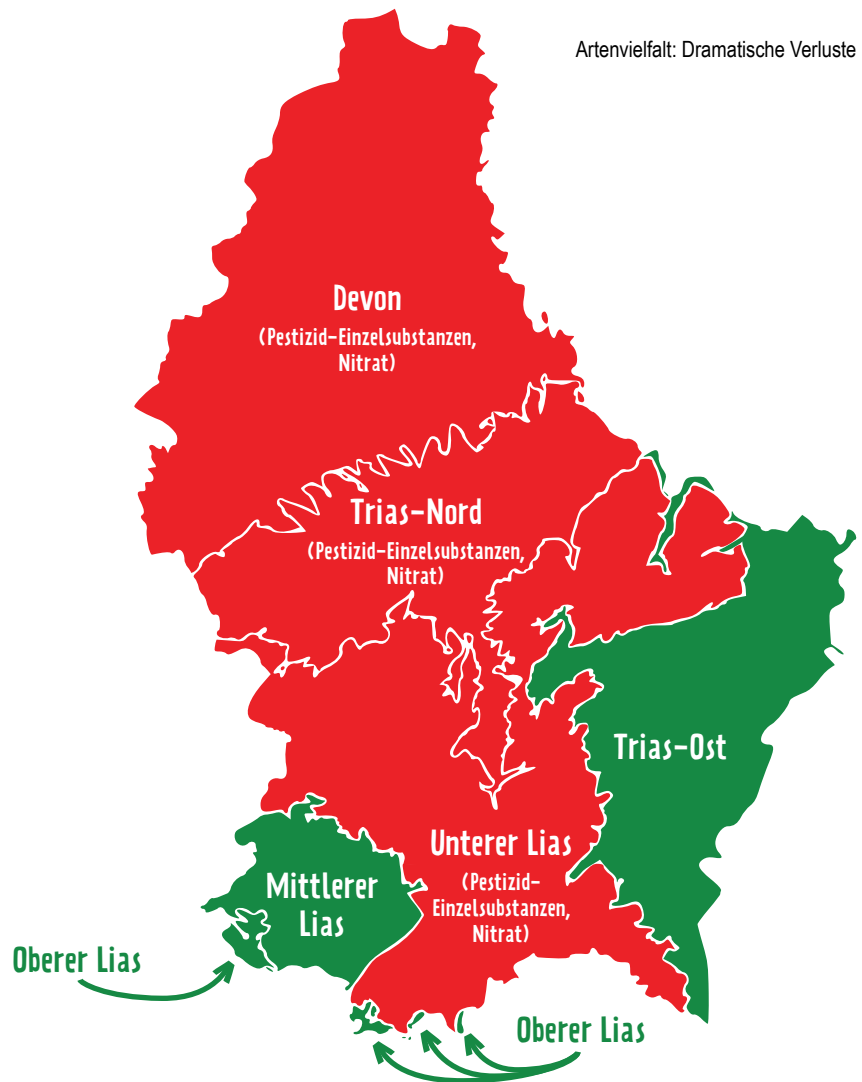 Artenvielfalt: Dramatische Verluste
Devon
(Pestizid-Einzelsubstanzen,
Nitrat)
Trias-Nord
(Pestizid-Einzelsubstanzen,
Nitrat)
Trias-Ost
Unterer Lias
(Pestizid-
Einzelsubstanzen,
Nitrat)
Mittlerer
Lias
Oberer Lias
Oberer Lias